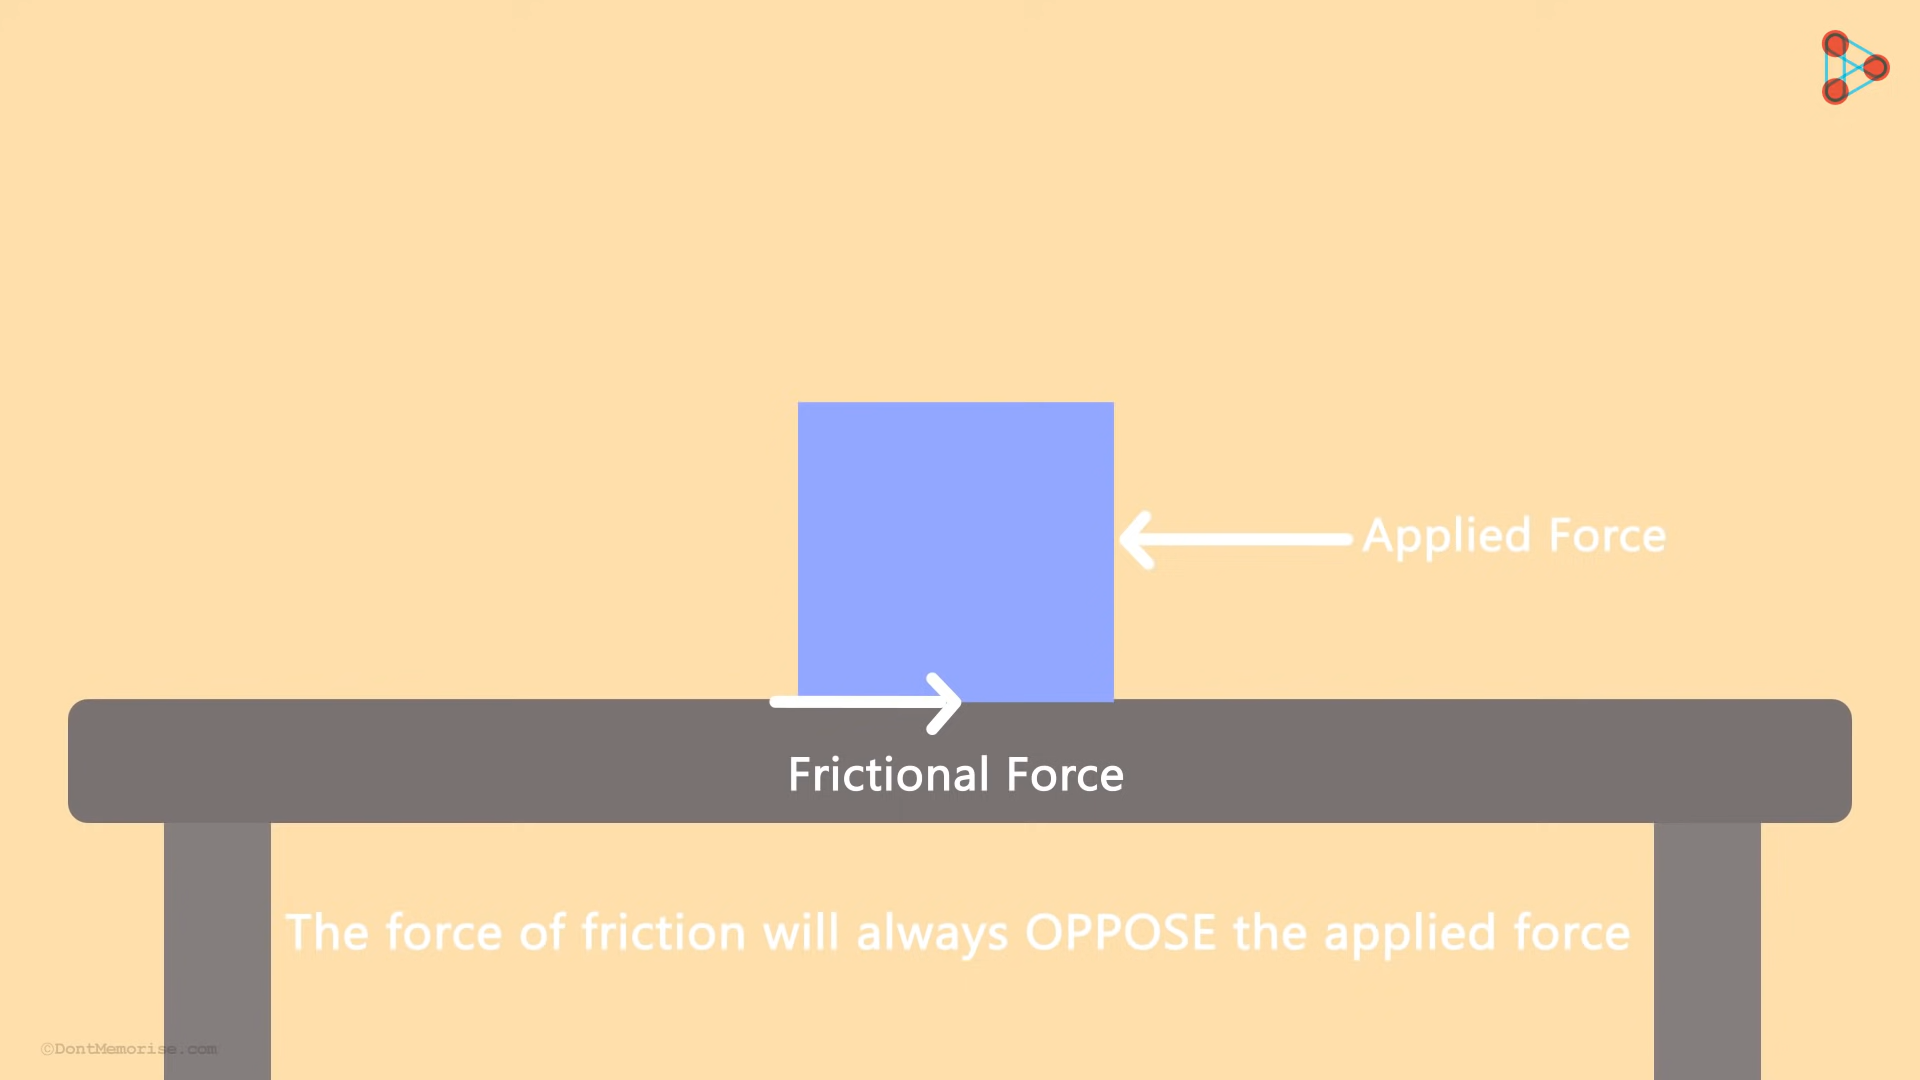 Applied Force
Frictional Force
The force of friction will always OPPOSE the applied force
©DontMemorise.com